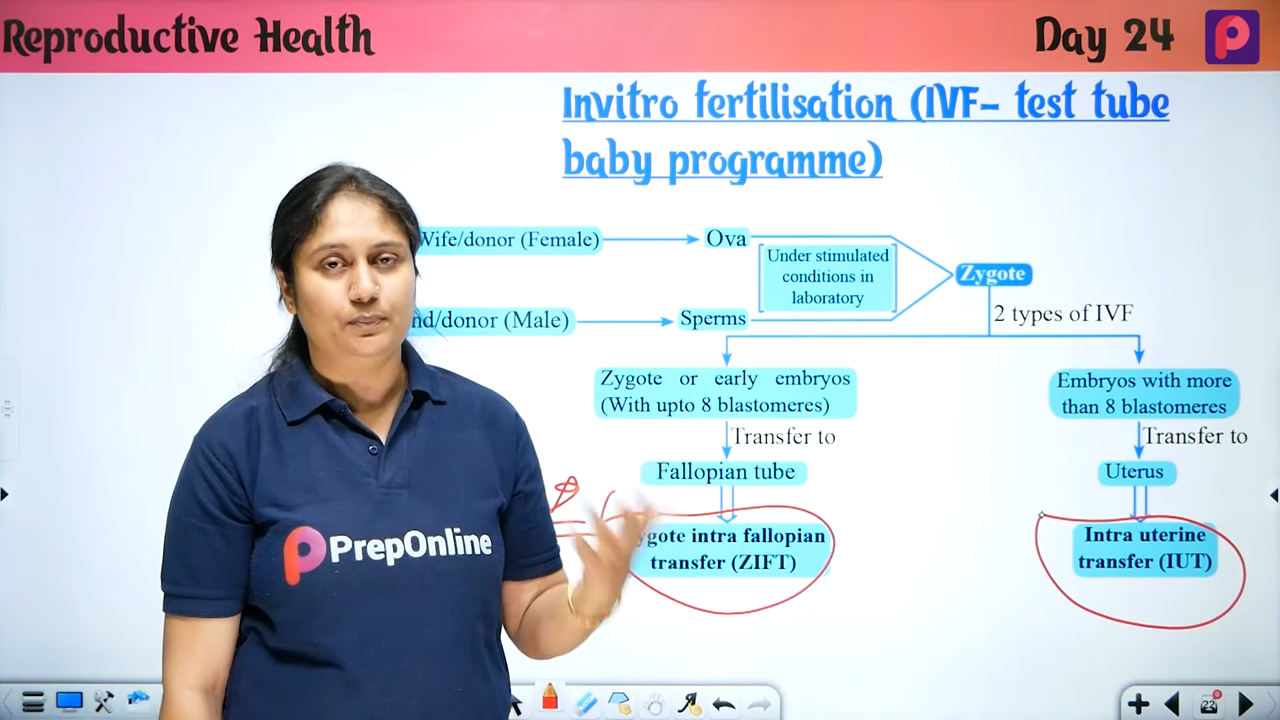 Reproductive Health
Day 24
Invitro fertilisation (IVF- test tube
baby programme)
Wife/donor (Female)
Ova
Under stimulated
conditions in
laboratory
Zygote
/donor (Male)
Sperms
2 types of IVF
Zygote or early embryos
(With upto 8 blastomeres)
Embryos with more
than 8 blastomeres
Transfer to
Transfer to
Fallopian tube
Uterus
ygote intra fallopian
transfer (ZIFT)
Intra uterine
transfer (IUT)
PrepOnline
22